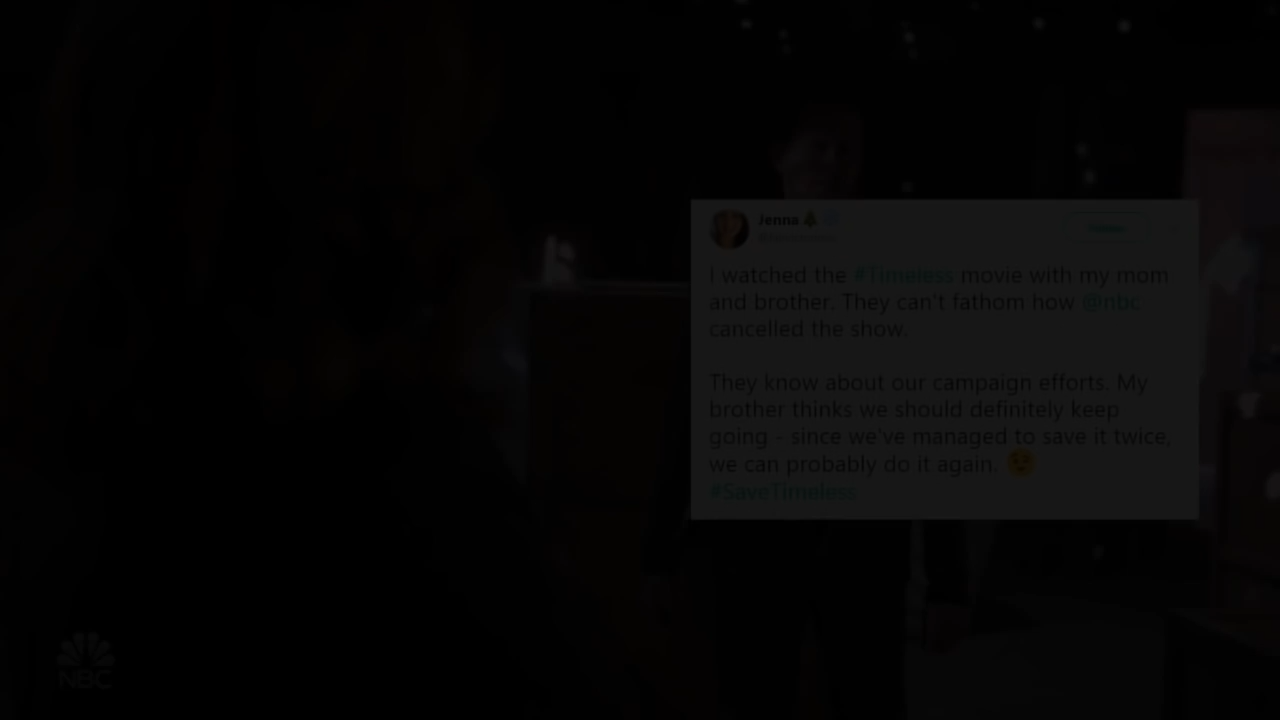 Jenna
I watched the #Timeless movie with my mom
and brother. They can't fathom how @nbc
cancelled the show.
They know about our campaign efforts. My
brother thinks we should definitely keep
going - since we've managed to save it twice,
we can probably do it again. 😉
#SaveTimeless
NBC